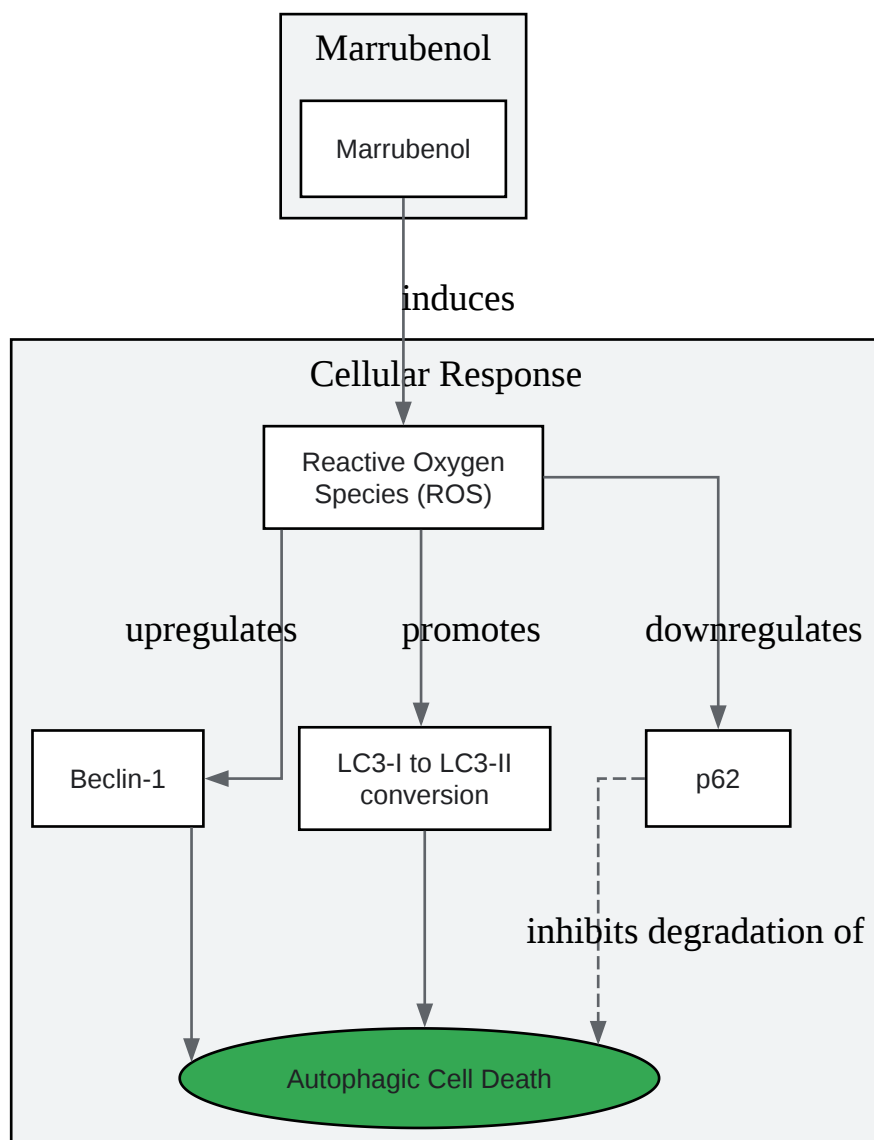 Marrubenol
Marrubenol
induces
Cellular Response
Reactive Oxygen
Species (ROS)
upregulates
promotes
downregulates
Beclin-1
LC3-I to LC3-II
conversion
p62
inhibits degradation of
Autophagic Cell Death